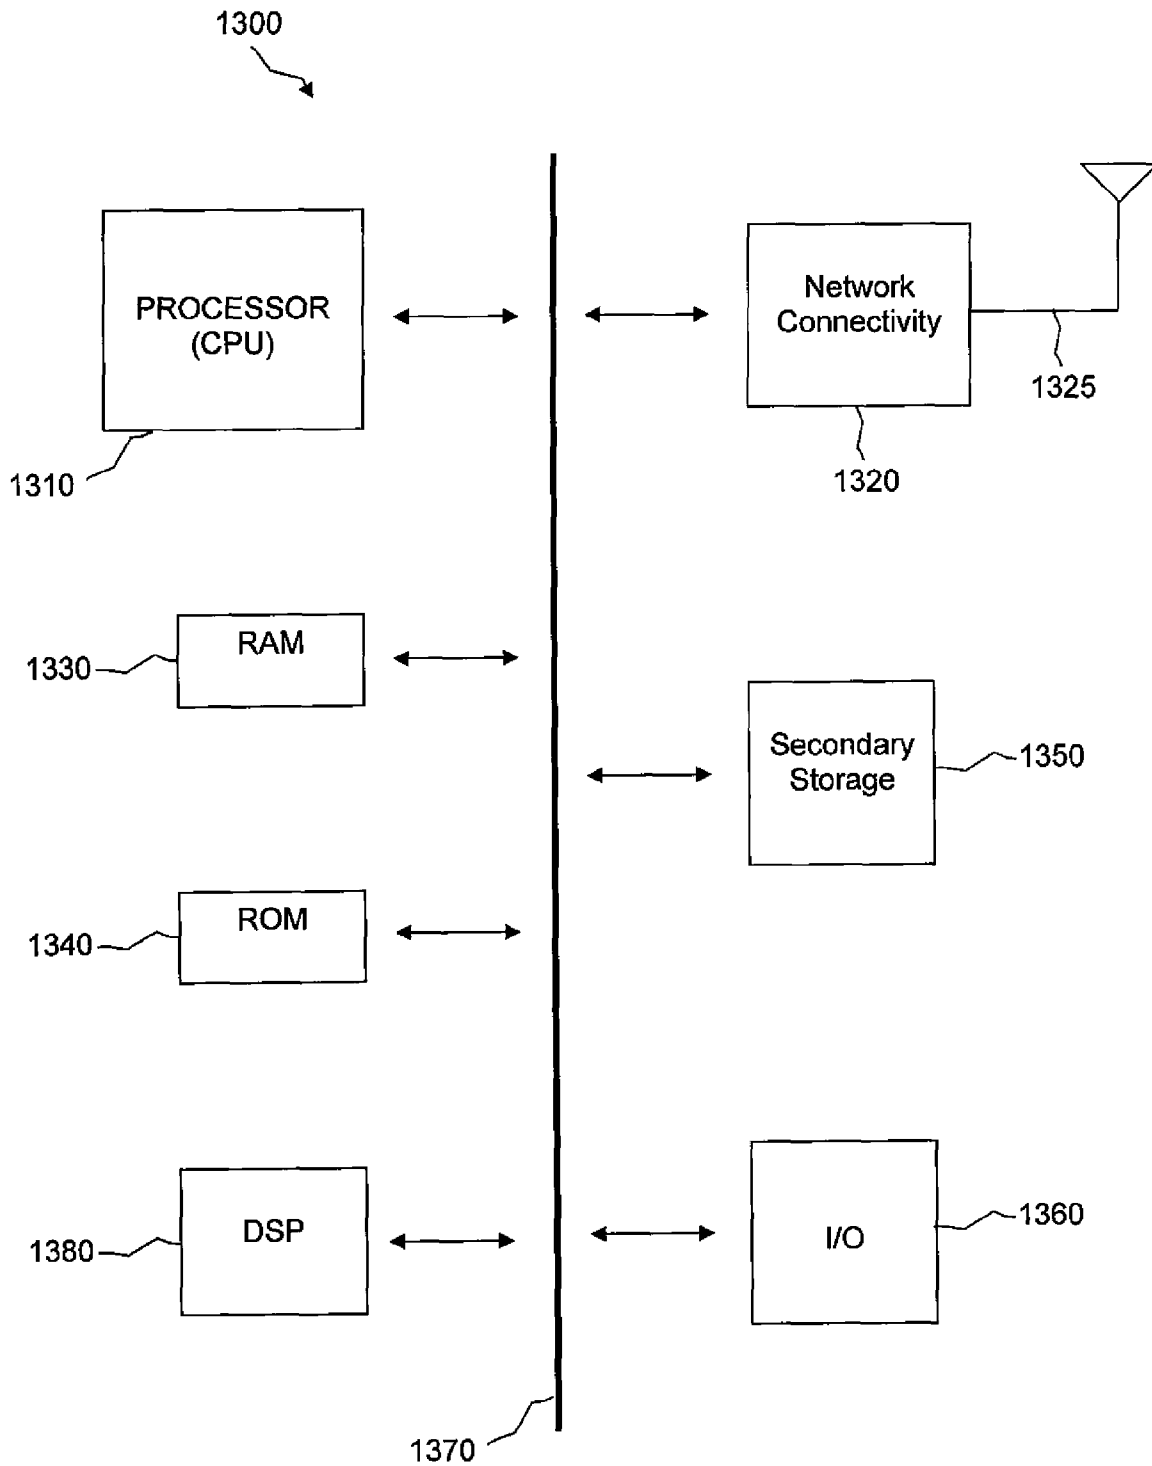 1300
PROCESSOR
(CPU)
1310
Network
Connectivity
1325
1320
RAM
1330
Secondary
Storage
1350
ROM
1340
DSP
1380
I/O
1360
1370